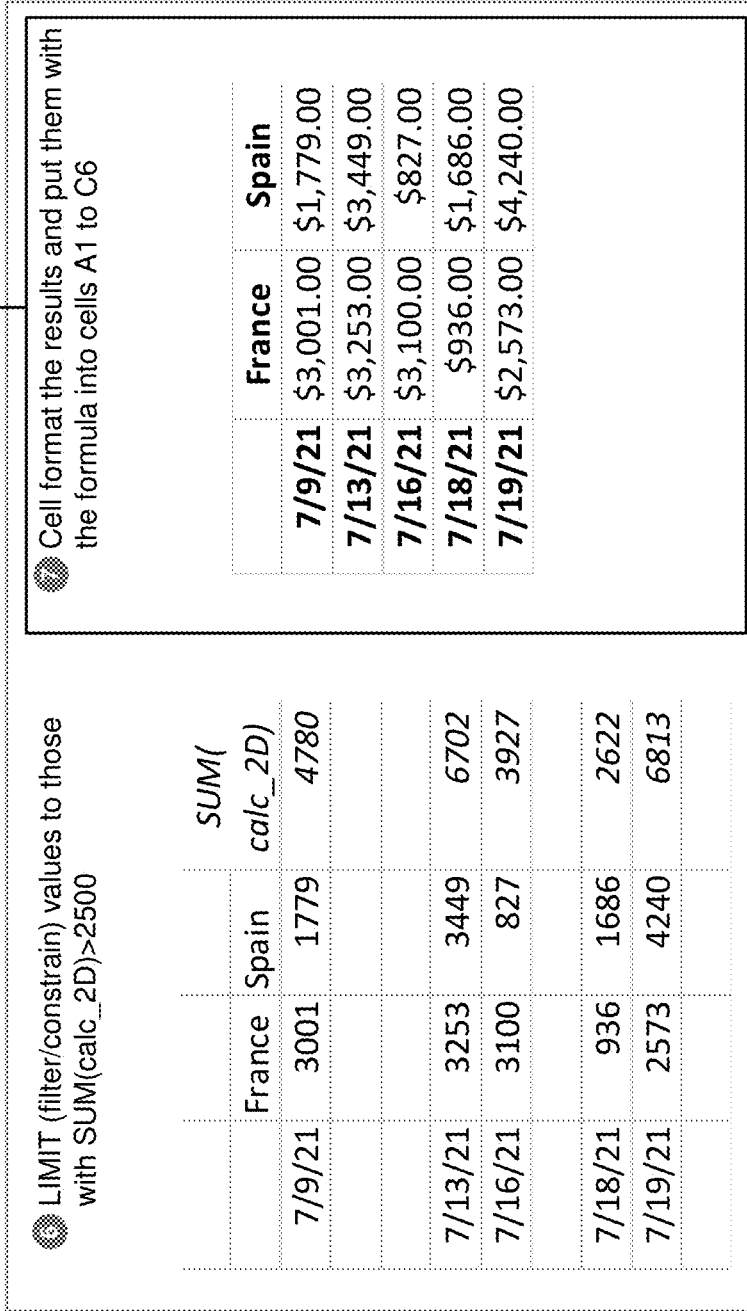 6 LIMIT (filter/constrain) values to those
with SUM(calc_2D)>2500
SUM(
France Spain calc_2D)
7/9/21 3001 1779 4780
7/13/21 3253 3449 6702
7/16/21 3100 827 3927
7/18/21 936 1686 2622
7/19/21 2573 4240 6813
7 Cell format the results and put them with
the formula into cells A1 to C6
France Spain
7/9/21 $3,001.00 $1,779.00
7/13/21 $3,253.00 $3,449.00
7/16/21 $3,100.00 $827.00
7/18/21 $936.00 $1,686.00
7/19/21 $2,573.00 $4,240.00